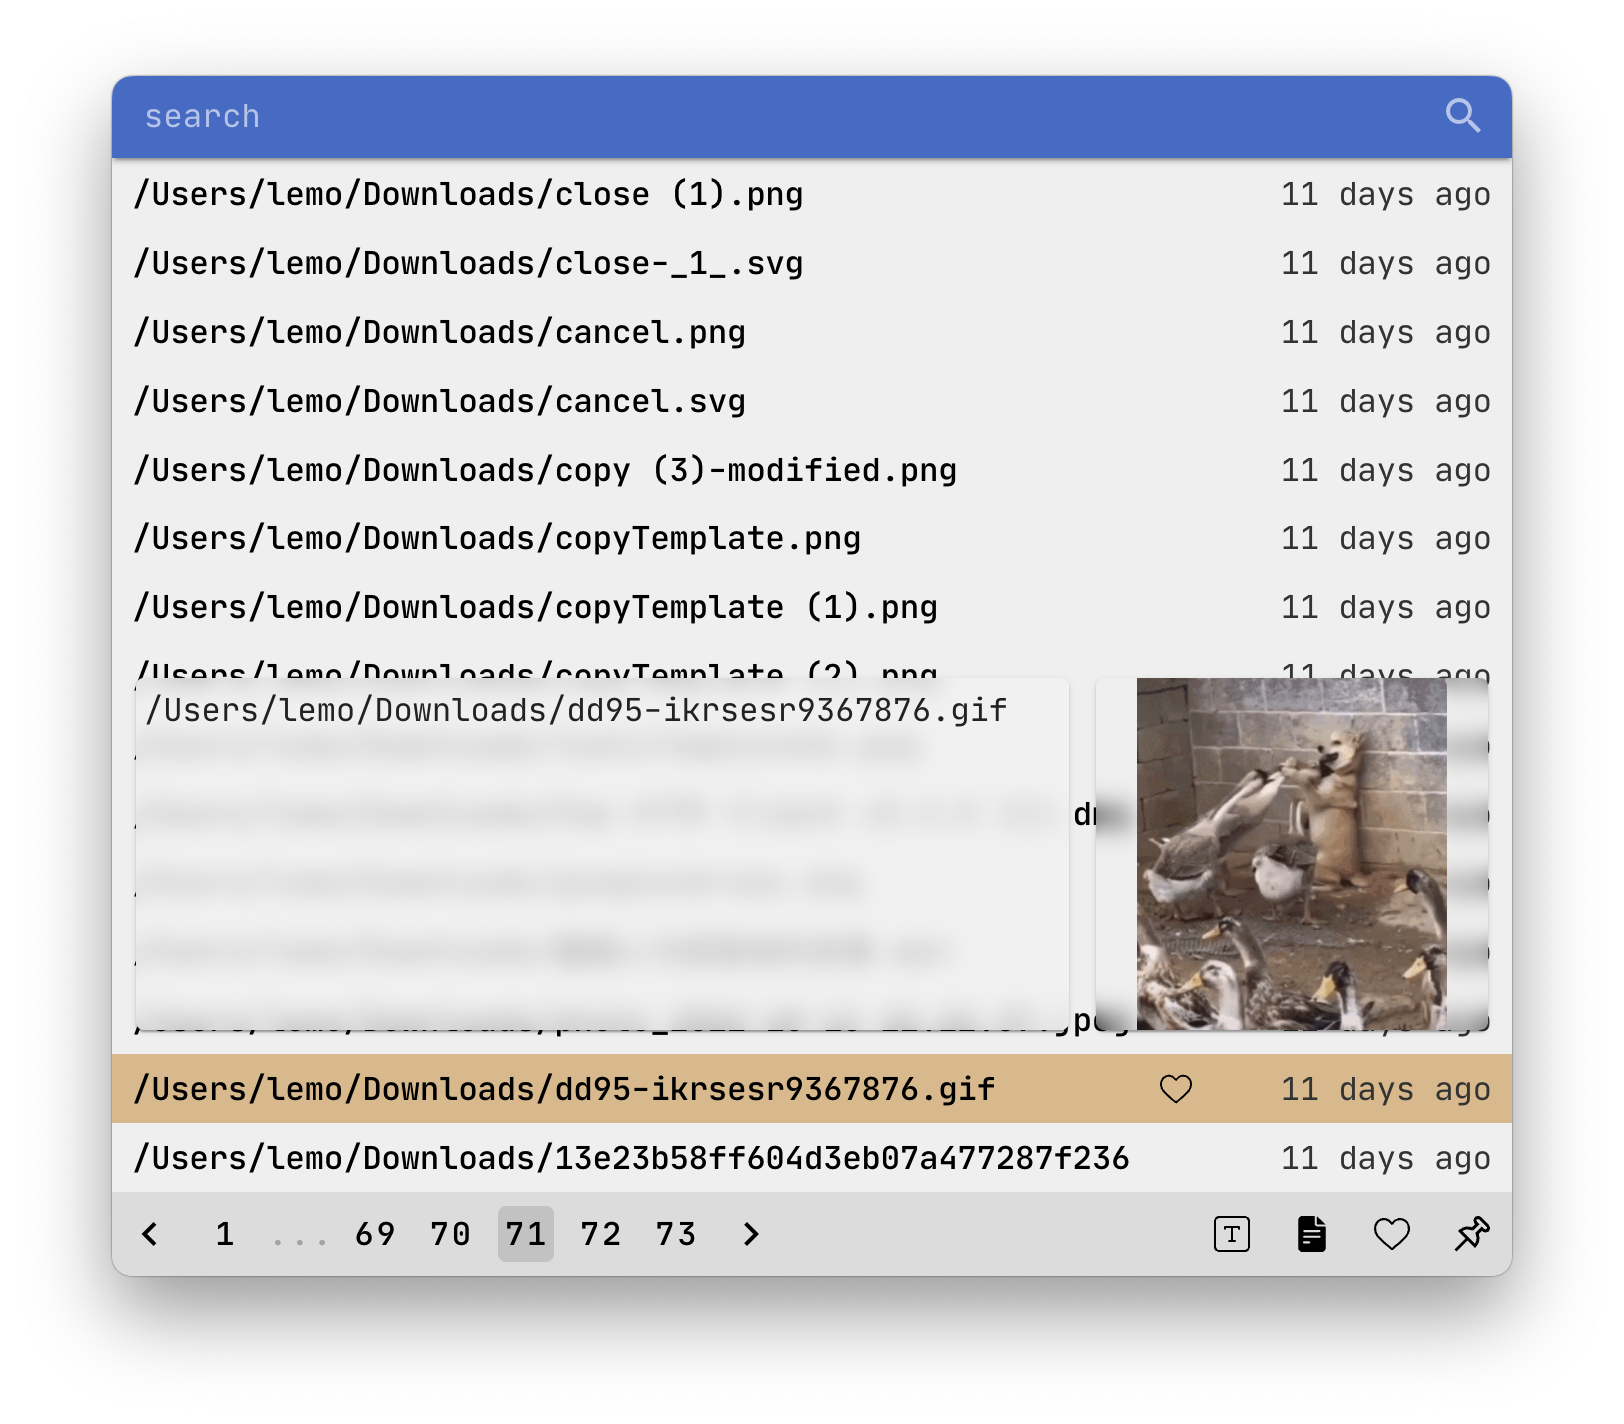 search
/Users/lemo/Downloads/close (1).png 11 days ago
/Users/lemo/Downloads/close-_1_.svg 11 days ago
/Users/lemo/Downloads/cancel.png 11 days ago
/Users/lemo/Downloads/cancel.svg 11 days ago
/Users/lemo/Downloads/copy (3)-modified.png 11 days ago
/Users/lemo/Downloads/copyTemplate.png 11 days ago
/Users/lemo/Downloads/copyTemplate (1).png 11 days ago
/Users/lemo/Downloads/copyTemplate (2).png 11 days ago
/Users/lemo/Downloads/dd95-ikrsesr9367876.gif
/Users/lemo/Downloads/dd95-ikrsesr9367876.gif 11 days ago
/Users/lemo/Downloads/13e23b58ff604d3eb07a477287f236 11 days ago
1 ... 69 70 71 72 73
T